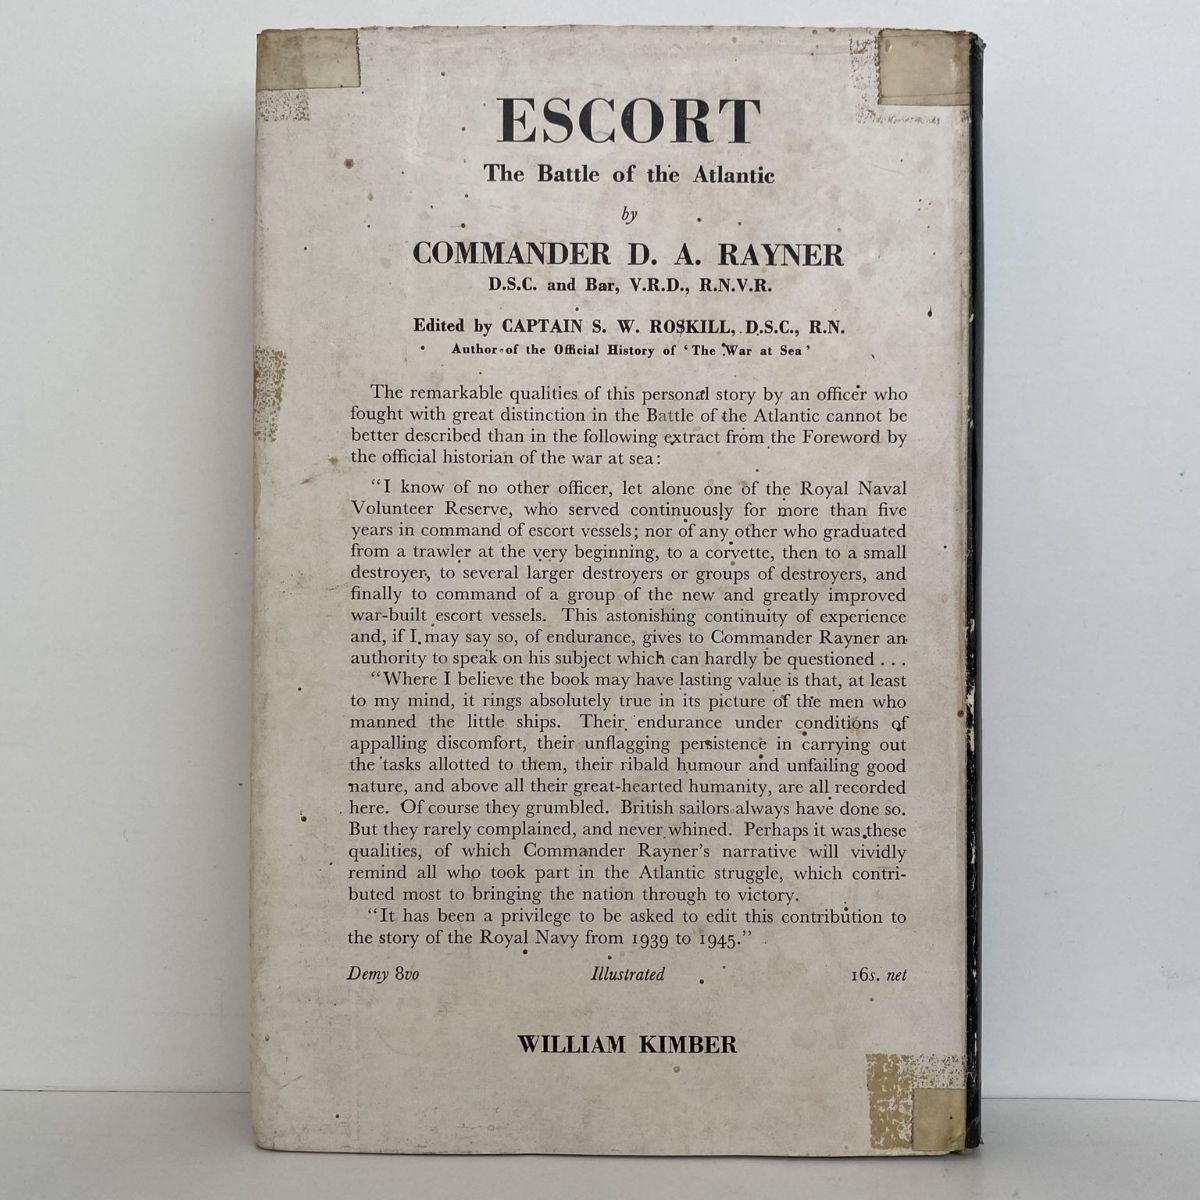 ESCORT
The Battle of the Atlantic
by
COMMANDER D. A. RAYNER
D.S.C. and Bar, V.R.D., R.N.V.R.
Edited by CAPTAIN S. W. ROSKILL, D.S.C., R.N.
Author of the Official History of ‘The War at Sea’
The remarkable qualities of this personal story by an officer who
fought with great distinction in the Battle of the Atlantic cannot be
better described than in the following extract from the Foreword by
the official historian of the war at sea:
“I know of no other officer, let alone one of the Royal Naval
Volunteer Reserve, who served continuously for more than five
years in command of escort vessels; nor of any other who graduated
from a trawler at the very beginning, to a corvette, then to a small
destroyer, to several larger destroyers or groups of destroyers, and
finally to command of a group of the new and greatly improved
war-built escort vessels. This astonishing continuity of experience
and, if I may say so, of endurance, gives to Commander Rayner an
authority to speak on his subject which can hardly be questioned . . .
“Where I believe the book may have lasting value is that, at least
to my mind, it rings absolutely true in its picture of the men who
manned the little ships. Their endurance under conditions of
appalling discomfort, their unflagging persistence in carrying out
the tasks allotted to them, their ribald humour and unfailing good
nature, and above all their great-hearted humanity, are all recorded
here. Of course they grumbled. British sailors always have done so.
But they rarely complained, and never whined. Perhaps it was these
qualities, of which Commander Rayner’s narrative will vividly
remind all who took part in the Atlantic struggle, which contri-
buted most to bringing the nation through to victory.
“It has been a privilege to be asked to edit this contribution to
the story of the Royal Navy from 1939 to 1945.”
Demy 8vo Illustrated 16s. net
WILLIAM KIMBER